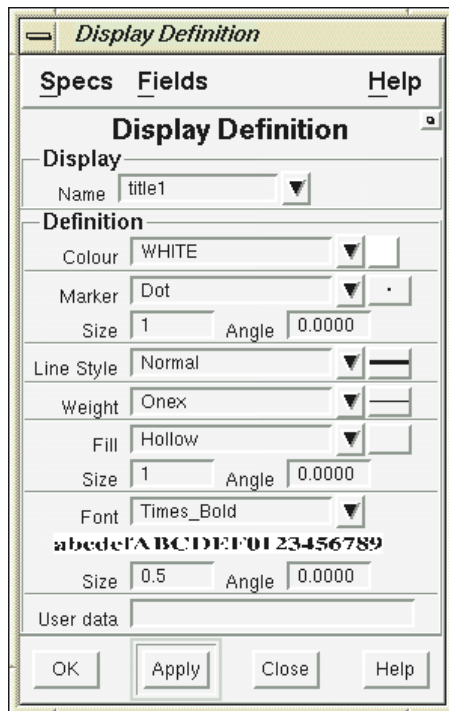 Display Definition
Specs Fields Help
Display Definition
Display
Name title1
Definition
Colour WHITE
Marker Dot
Size 1 Angle 0.0000
Line Style Normal
Weight Onex
Fill Hollow
Size 1 Angle 0.0000
Font Times_Bold
abcdefABCDEF0123456789
Size 0.5 Angle 0.0000
User data
OK Apply Close Help